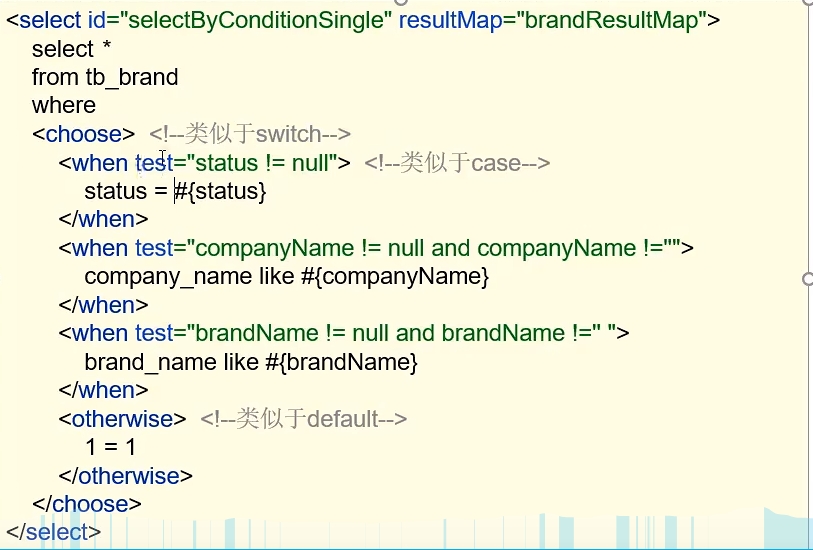 <select id="selectByConditionSingle" resultMap="brandResultMap">
select *
from tb_brand
where
<choose> <!--类似于switch-->
<when test="status != null"> <!--类似于case-->
status = #{status}
</when>
<when test="companyName != null and companyName !=''">
company_name like #{companyName}
</when>
<when test="brandName != null and brandName !='' ">
brand_name like #{brandName}
</when>
<otherwise> <!--类似于default-->
1 = 1
</otherwise>
</choose>
</select>